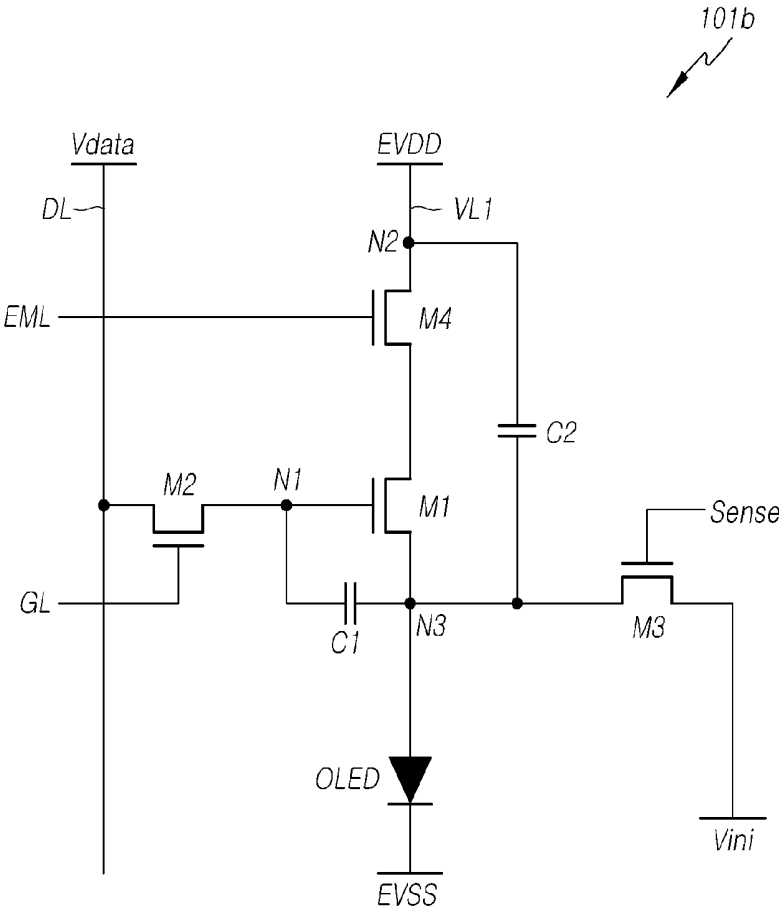 101b
Vdata
EVDD
DL
VL1
N2
EML
M4
C2
M2
N1
M1
Sense
GL
C1
N3
M3
OLED
Vini
EVSS